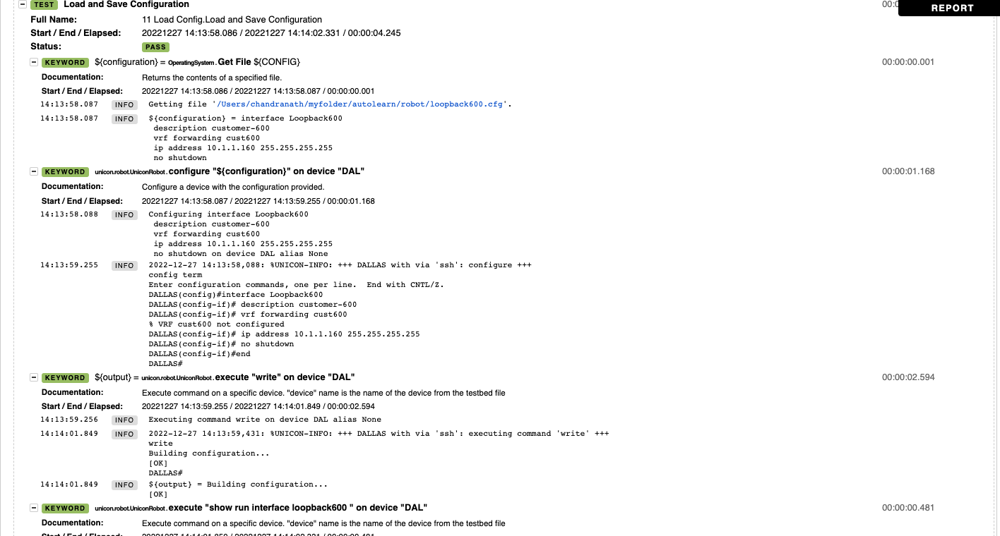 TEST Load and Save Configuration 00:0
REPORT
Full Name: 11 Load Config.Load and Save Configuration
Start / End / Elapsed: 20221227 14:13:58.086 / 20221227 14:14:02.331 / 00:00:04.245
Status: PASS
KEYWORD ${configuration} = OperatingSystem.Get File ${CONFIG} 00:00:00.001
Documentation: Returns the contents of a specified file.
Start / End / Elapsed: 20221227 14:13:58.086 / 20221227 14:13:58.087 / 00:00:00.001
14:13:58.087 INFO Getting file '/Users/chandranath/myfolder/autolearn/robot/loopback600.cfg'.
14:13:58.087 INFO ${configuration} = interface Loopback600
description customer-600
vrf forwarding cust600
ip address 10.1.1.160 255.255.255.255
no shutdown
KEYWORD unicon.robot.UniconRobot.configure "${configuration}" on device "DAL" 00:00:01.168
Documentation: Configure a device with the configuration provided.
Start / End / Elapsed: 20221227 14:13:58.087 / 20221227 14:13:59.255 / 00:00:01.168
14:13:58.088 INFO Configuring interface Loopback600
description customer-600
vrf forwarding cust600
ip address 10.1.1.160 255.255.255.255
no shutdown on device DAL alias None
14:13:59.255 INFO 2022-12-27 14:13:58,088: %UNICON-INFO: +++ DALLAS with via 'ssh': configure +++
config term
Enter configuration commands, one per line.  End with CNTL/Z.
DALLAS(config)#interface Loopback600
DALLAS(config-if)# description customer-600
DALLAS(config-if)# vrf forwarding cust600
% VRF cust600 not configured
DALLAS(config-if)# ip address 10.1.1.160 255.255.255.255
DALLAS(config-if)# no shutdown
DALLAS(config-if)#end
DALLAS#
KEYWORD ${output} = unicon.robot.UniconRobot.execute "write" on device "DAL" 00:00:02.594
Documentation: Execute command on a specific device. "device" name is the name of the device from the testbed file
Start / End / Elapsed: 20221227 14:13:59.255 / 20221227 14:14:01.849 / 00:00:02.594
14:13:59.256 INFO Executing command write on device DAL alias None
14:14:01.849 INFO 2022-12-27 14:13:59,431: %UNICON-INFO: +++ DALLAS with via 'ssh': executing command 'write' +++
write
Building configuration...
[OK]
DALLAS#
14:14:01.849 INFO ${output} = Building configuration...
[OK]
KEYWORD unicon.robot.UniconRobot.execute "show run interface loopback600 " on device "DAL" 00:00:00.481
Documentation: Execute command on a specific device. "device" name is the name of the device from the testbed file